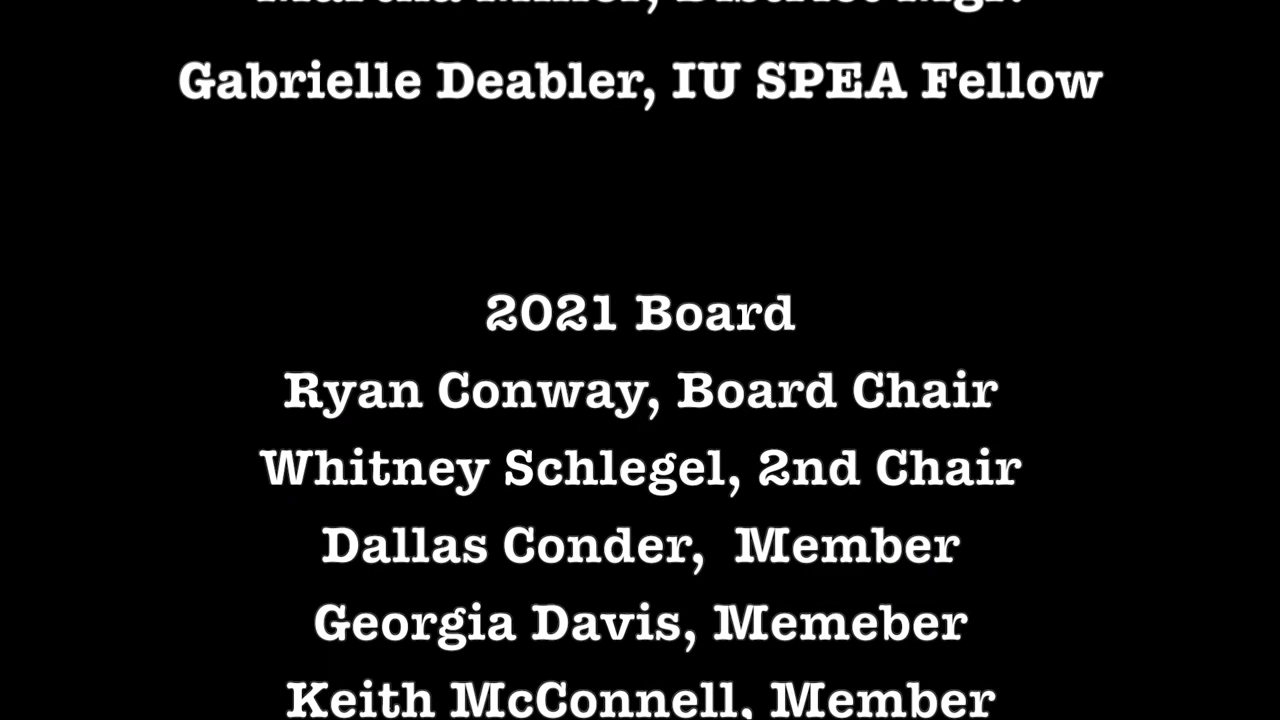 Gabrielle Deabler, IU SPEA Fellow
2021 Board
Ryan Conway, Board Chair
Whitney Schlegel, 2nd Chair
Dallas Conder,  Member
Georgia Davis, Memeber
Keith McConnell, Member